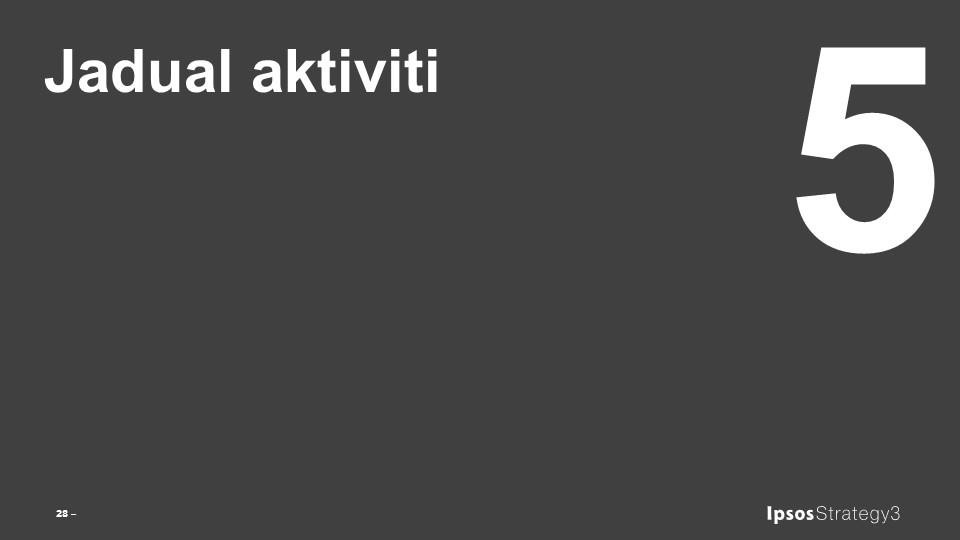 Jadual aktiviti
5
28 –
IpsosStrategy3